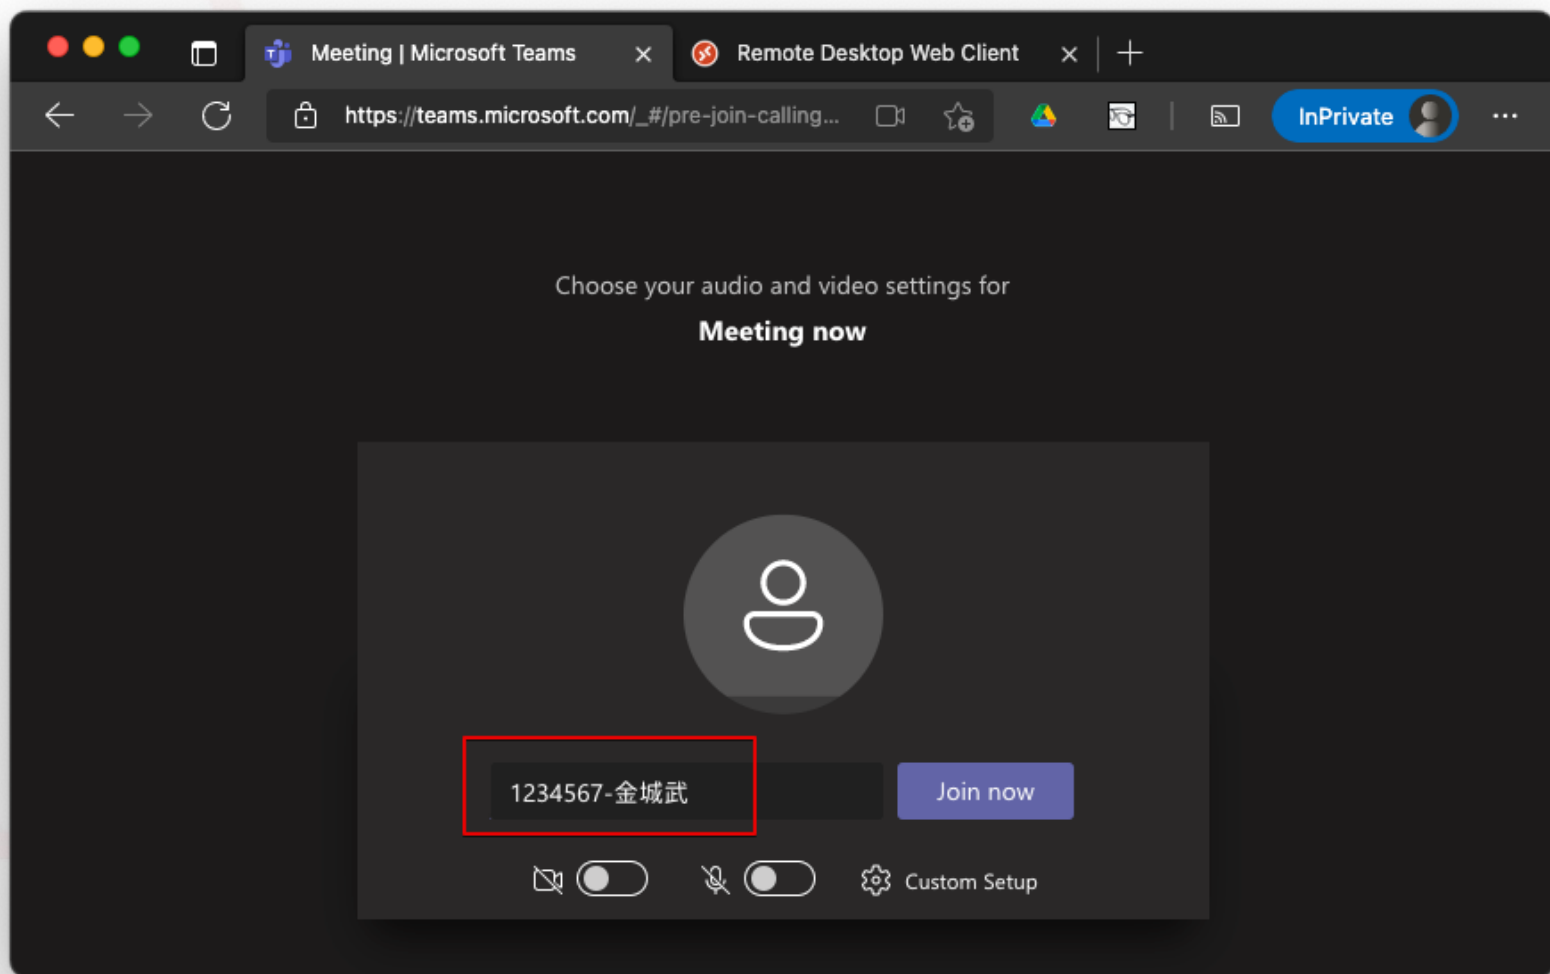 Meeting | Microsoft Teams
Remote Desktop Web Client
https://teams.microsoft.com/_#/pre-join-calling...
InPrivate
Choose your audio and video settings for
Meeting now
1234567-金城武
Join now
Custom Setup